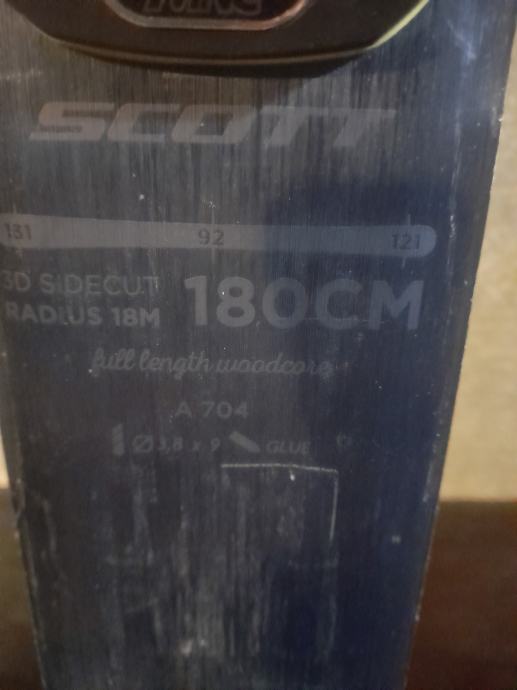 SCOTT
131 92 121
3D SIDECUT
RADIUS 18M 180CM
full length woodcore
A 704
Ø 3,8 x 9 GLUE